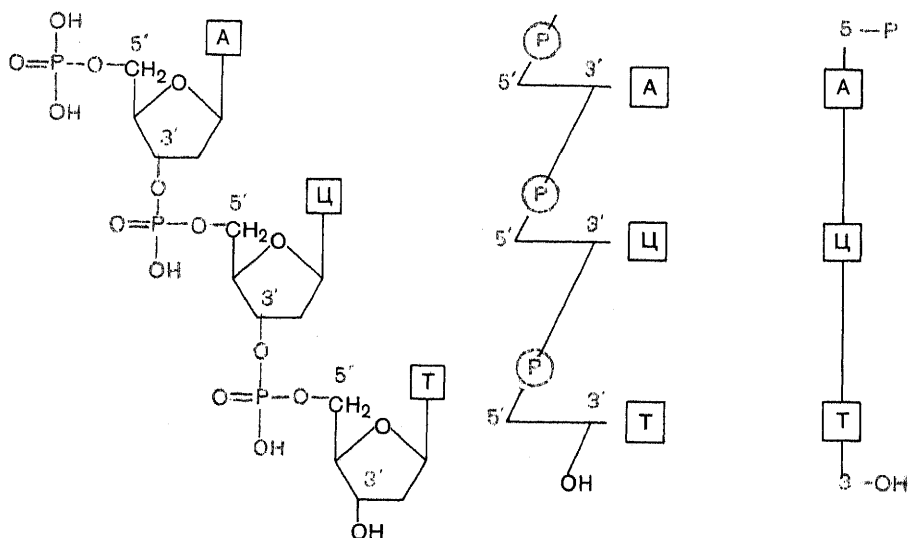 OH
O=P-O-CH₂
5′
OH
O
А
3′
O
O=P-O-CH₂
5′
OH
O
Ц
3′
O
O=P-O-CH₂
5′
OH
O
Т
3′
OH
P
5′
3′
А
P
5′
3′
Ц
P
5′
3′
Т
OH
5-P
А
Ц
Т
3-OH